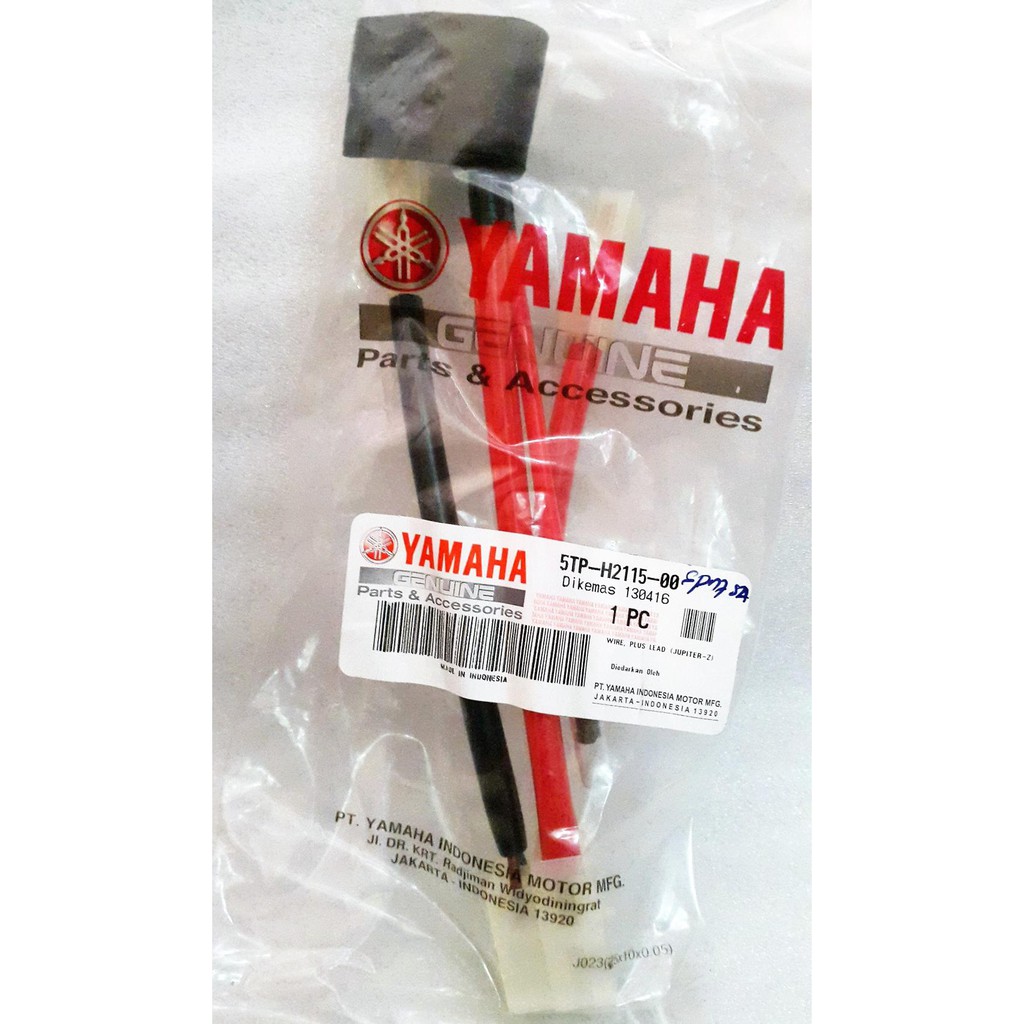 YAMAHA
GENUINE
Parts & Accessories
YAMAHA
GENUINE
Parts & Accessories
MADE IN INDONESIA
5TP-H2115-00
Dikemas 130416
1 PC
WIRE, PLUS LEAD (JUPITER-Z)
Diedarkan Oleh
PT. YAMAHA INDONESIA MOTOR MFG.
JAKARTA-INDONESIA 13920
PT. YAMAHA INDONESIA MOTOR MFG.
Jl. DR. KRT. Radjiman Widyodiningrat
JAKARTA - INDONESIA 13920